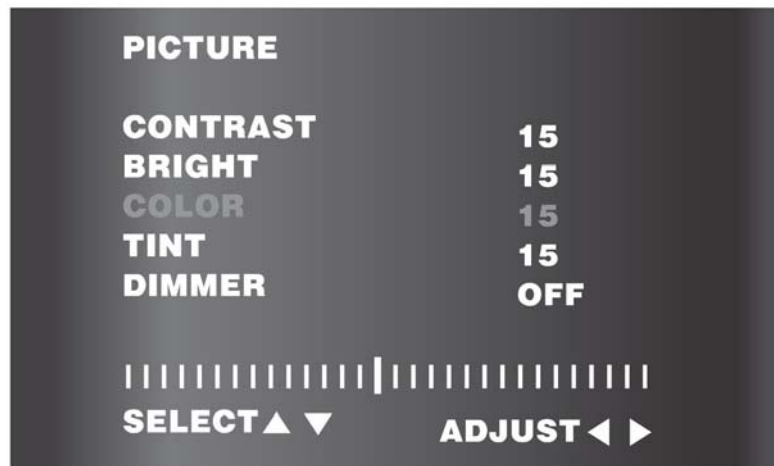 PICTURE
CONTRAST 15
BRIGHT 15
COLOR 15
TINT 15
DIMMER OFF
SELECT▲ ▼ ADJUST◀ ▶